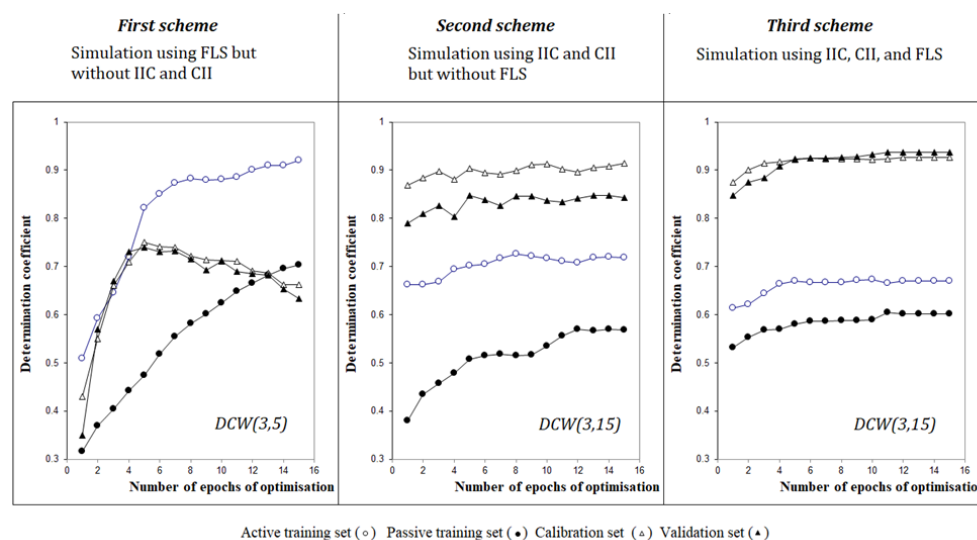 First scheme
Simulation using FLS but
without IIC and CII
Second scheme
Simulation using IIC and CII
but without FLS
Third scheme
Simulation using IIC, CII, and FLS
Determination coefficient
1
0.9
0.8
0.7
0.6
0.5
0.4
0.3
DCW(3,5)
0 2 4 6 8 10 12 14 16
Number of epochs of optimisation
Determination coefficient
1
0.9
0.8
0.7
0.6
0.5
0.4
0.3
DCW(3,15)
0 2 4 6 8 10 12 14 16
Number of epochs of optimisation
Determination coefficient
1
0.9
0.8
0.7
0.6
0.5
0.4
0.3
DCW(3,15)
0 2 4 6 8 10 12 14 16
Number of epochs of optimisation
Active training set (○) Passive training set (●) Calibration set (△) Validation set (▲)